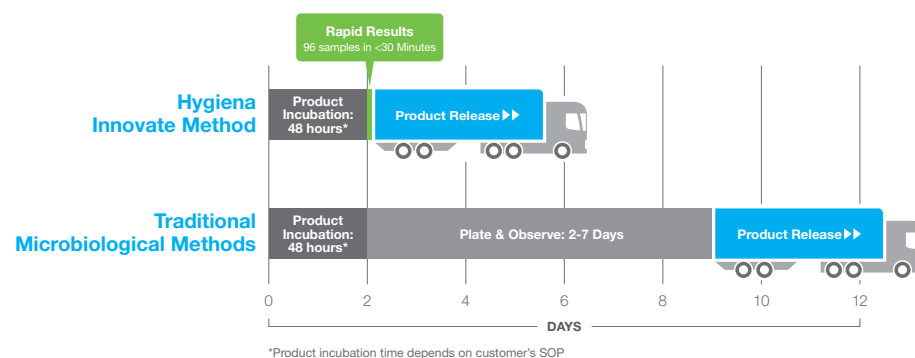 Rapid Results
96 samples in <30 Minutes
Hygiena
Innovate Method
Product
Incubation:
48 hours*
Product Release
Traditional
Microbiological Methods
Product
Incubation:
48 hours*
Plate & Observe: 2-7 Days
Product Release
0 2 4 6 8 10 12
DAYS
*Product incubation time depends on customer's SOP